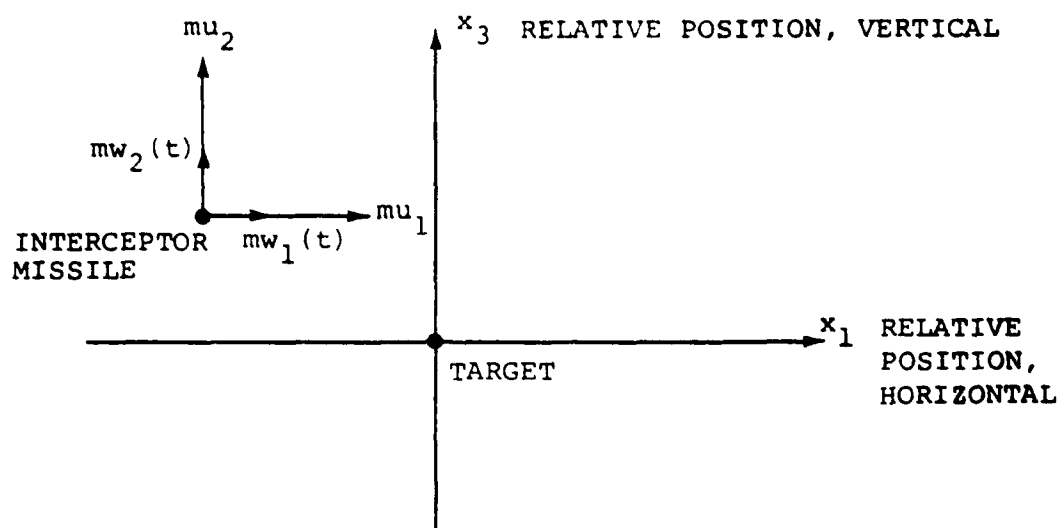 mu₂
x₃ RELATIVE POSITION, VERTICAL
mw₂(t)
mu₁
INTERCEPTOR mw₁(t)
MISSILE
x₁ RELATIVE
POSITION,
HORIZONTAL
TARGET